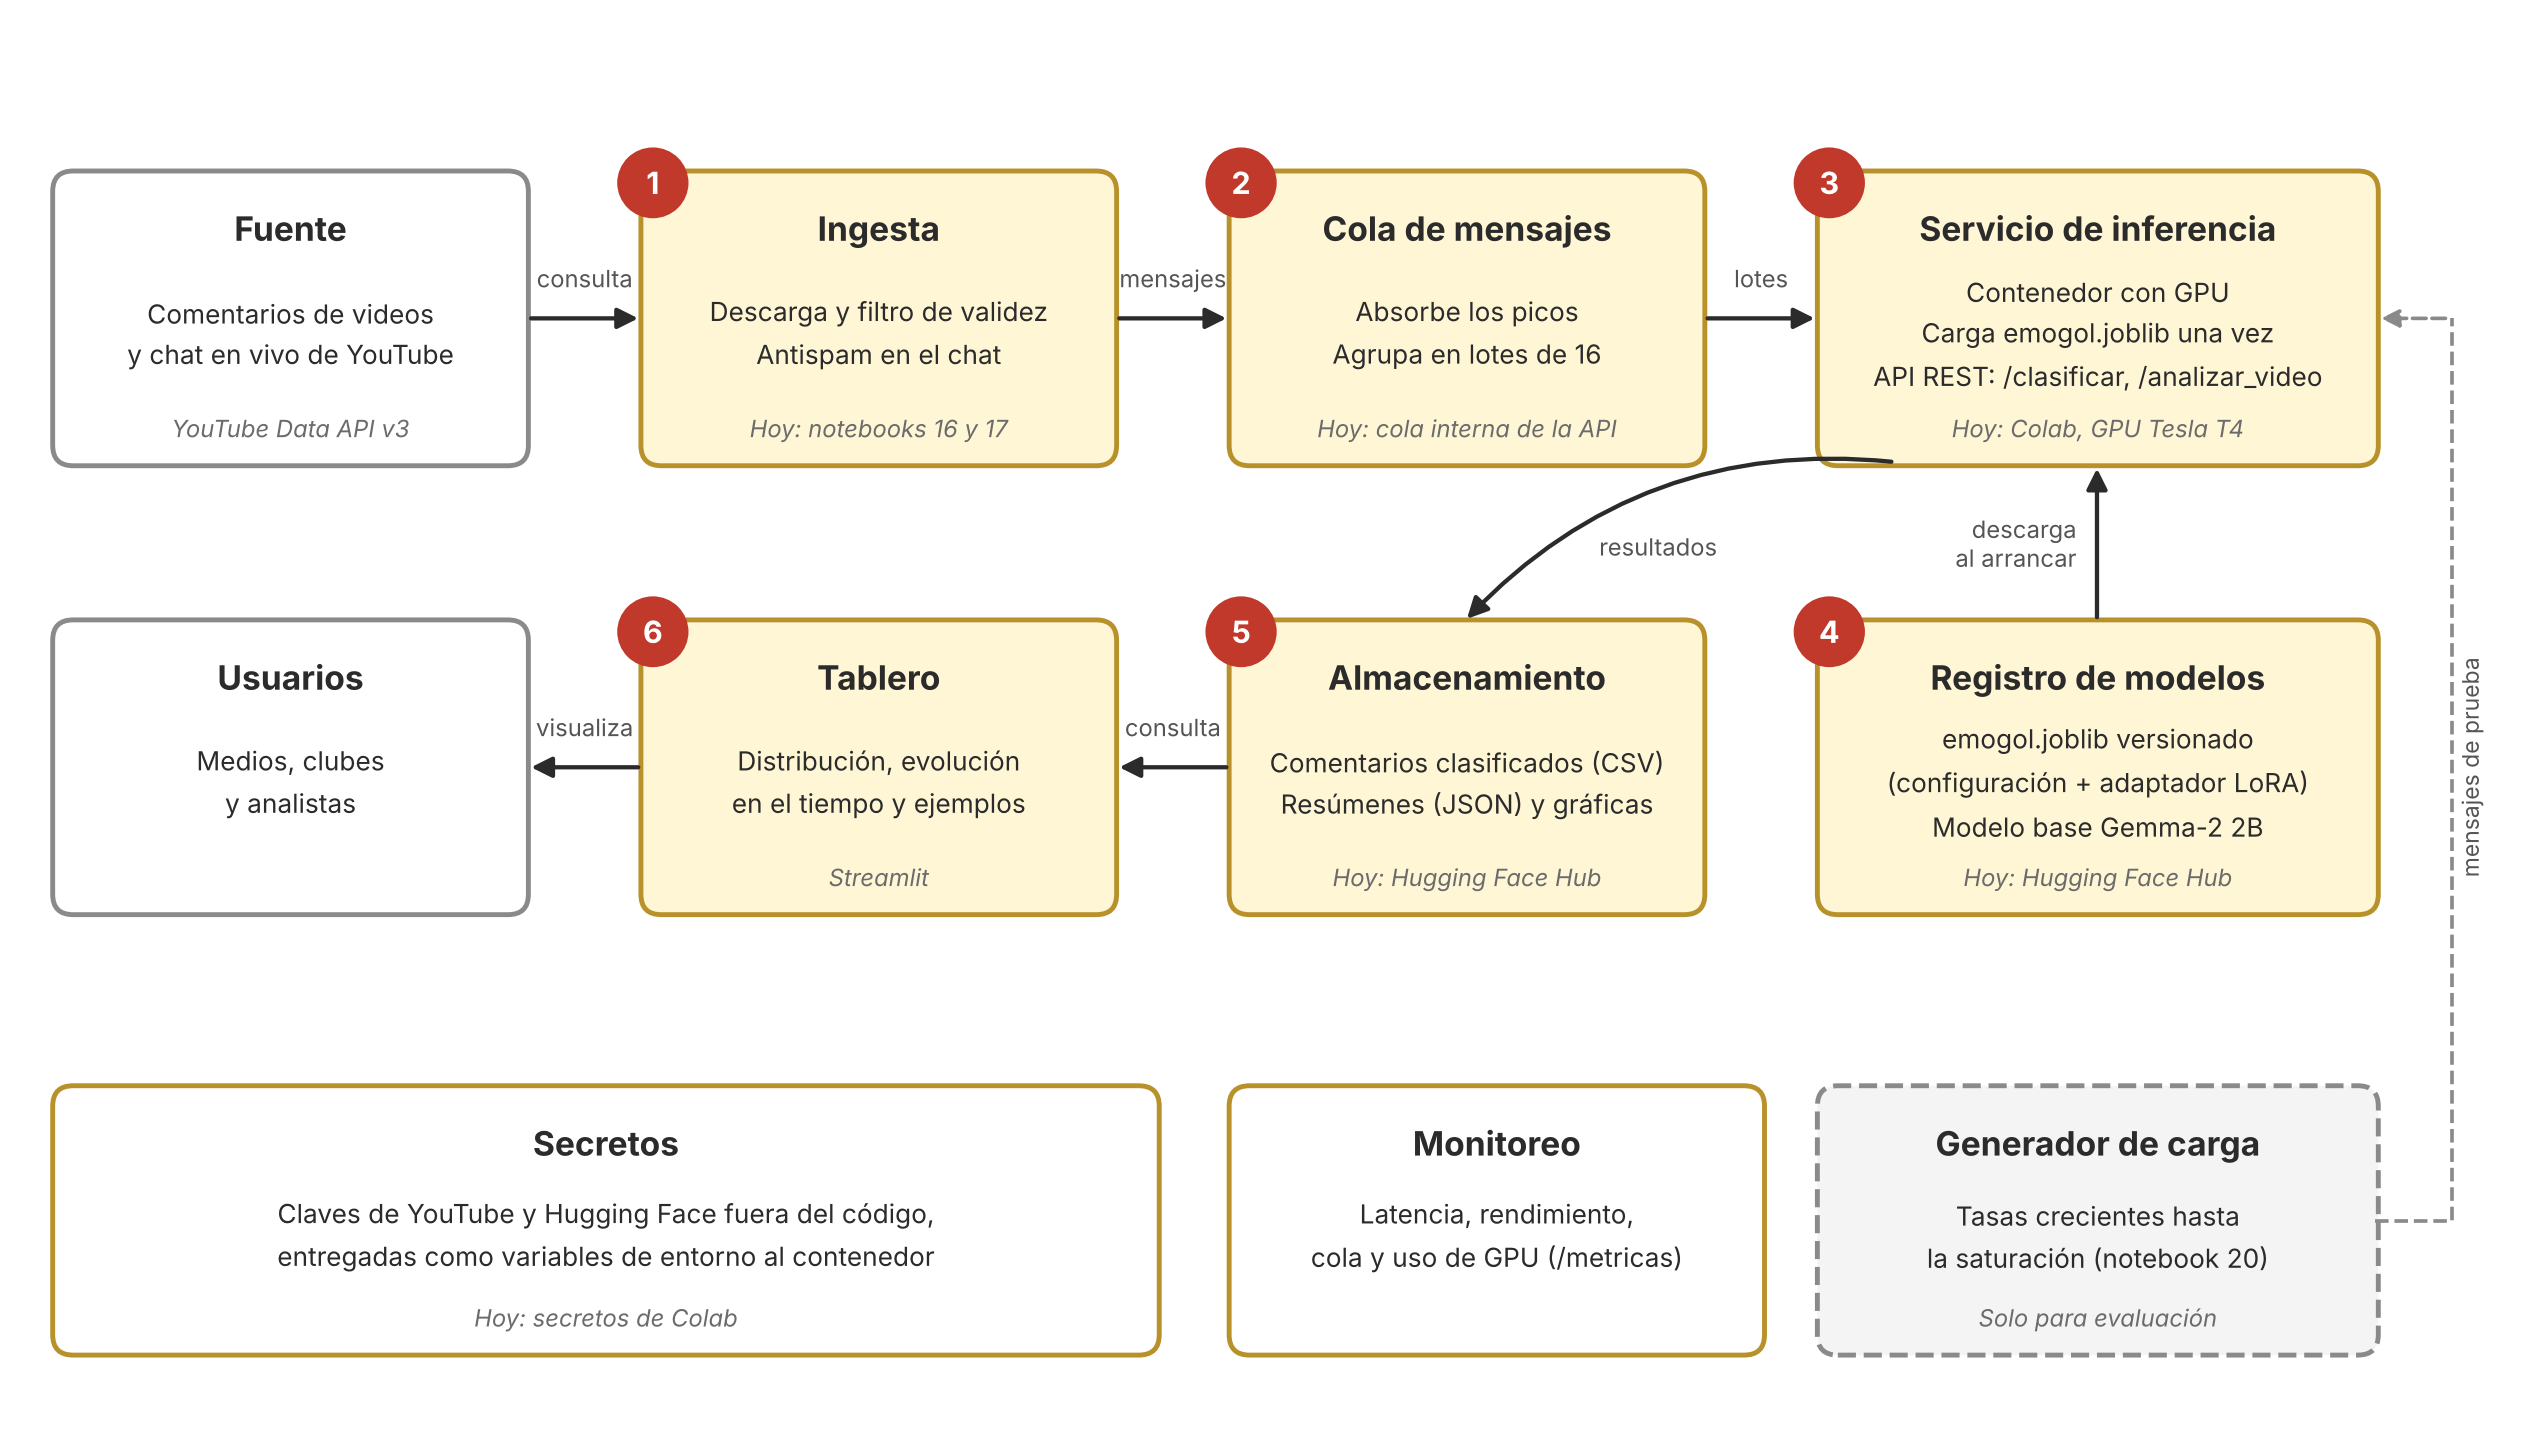 Fuente
Comentarios de videos
y chat en vivo de YouTube
YouTube Data API v3
consulta
1
Ingesta
Descarga y filtro de validez
Antispam en el chat
Hoy: notebooks 16 y 17
mensajes
2
Cola de mensajes
Absorbe los picos
Agrupa en lotes de 16
Hoy: cola interna de la API
lotes
3
Servicio de inferencia
Contenedor con GPU
Carga emogol.joblib una vez
API REST: /clasificar, /analizar_video
Hoy: Colab, GPU Tesla T4
resultados
descarga
al arrancar
Usuarios
Medios, clubes
y analistas
visualiza
6
Tablero
Distribución, evolución
en el tiempo y ejemplos
Streamlit
consulta
5
Almacenamiento
Comentarios clasificados (CSV)
Resúmenes (JSON) y gráficas
Hoy: Hugging Face Hub
4
Registro de modelos
emogol.joblib versionado
(configuración + adaptador LoRA)
Modelo base Gemma-2 2B
Hoy: Hugging Face Hub
mensajes de prueba
Secretos
Claves de YouTube y Hugging Face fuera del código,
entregadas como variables de entorno al contenedor
Hoy: secretos de Colab
Monitoreo
Latencia, rendimiento,
cola y uso de GPU (/metricas)
Generador de carga
Tasas crecientes hasta
la saturación (notebook 20)
Solo para evaluación